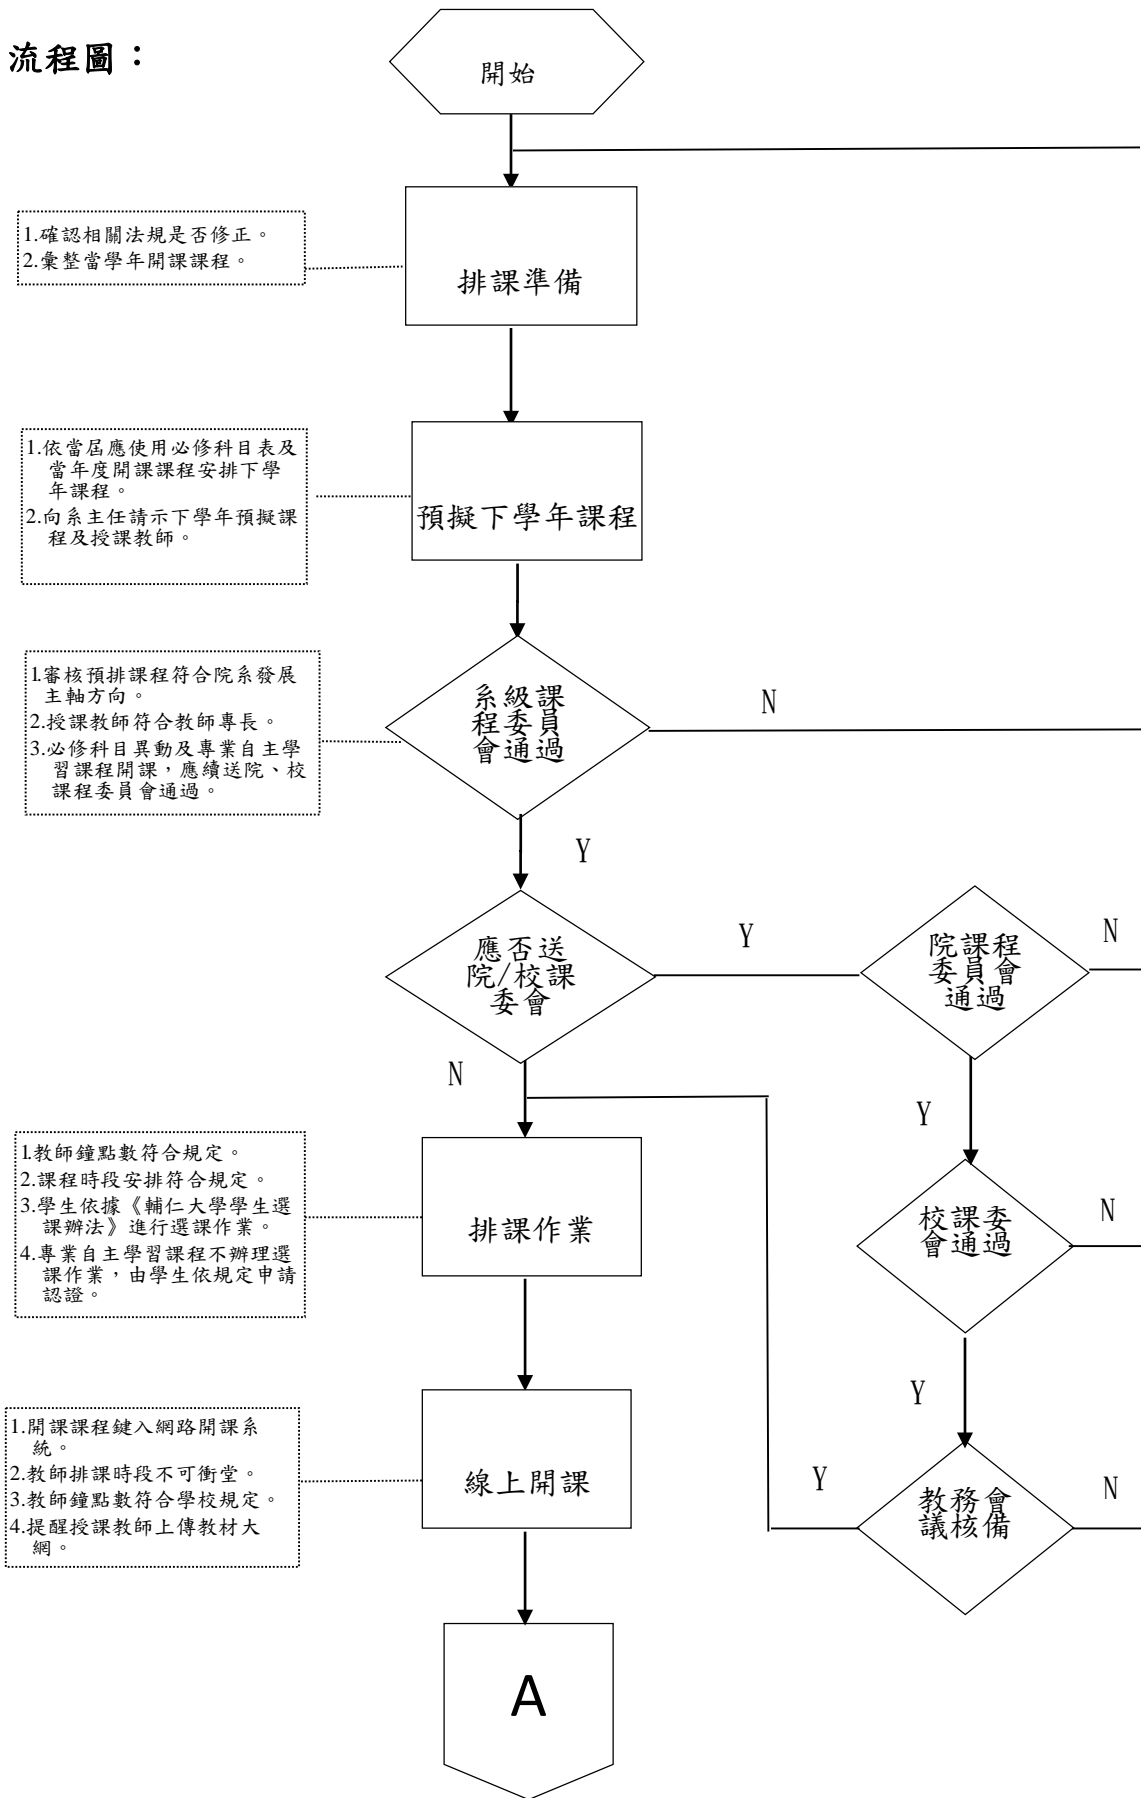 流程圖：
開始
1.確認相關法規是否修正。
2.彙整當學年開課課程。
排課準備
1.依當屆應使用必修科目表及
當年度開課課程安排下學
年課程。
2.向系主任請示下學年預擬課
程及授課教師。
預擬下學年課程
1.審核預排課程符合院系發展
主軸方向。
2.授課教師符合教師專長。
3.必修科目異動及專業自主學
習課程開課，應續送院、校
課程委員會通過。
系級課
程委員
會通過
N
Y
應否送
院/校課
委會
Y
院課程
委員會
通過
N
N
Y
1.教師鐘點數符合規定。
2.課程時段安排符合規定。
3.學生依據《輔仁大學學生選
課辦法》進行選課作業。
4.專業自主學習課程不辦理選
課作業，由學生依規定申請
認證。
排課作業
校課委
會通過
N
Y
1.開課課程鍵入網路開課系
統。
2.教師排課時段不可衝堂。
3.教師鐘點數符合學校規定。
4.提醒授課教師上傳教材大
網。
線上開課
Y
教務會
議核備
N
A